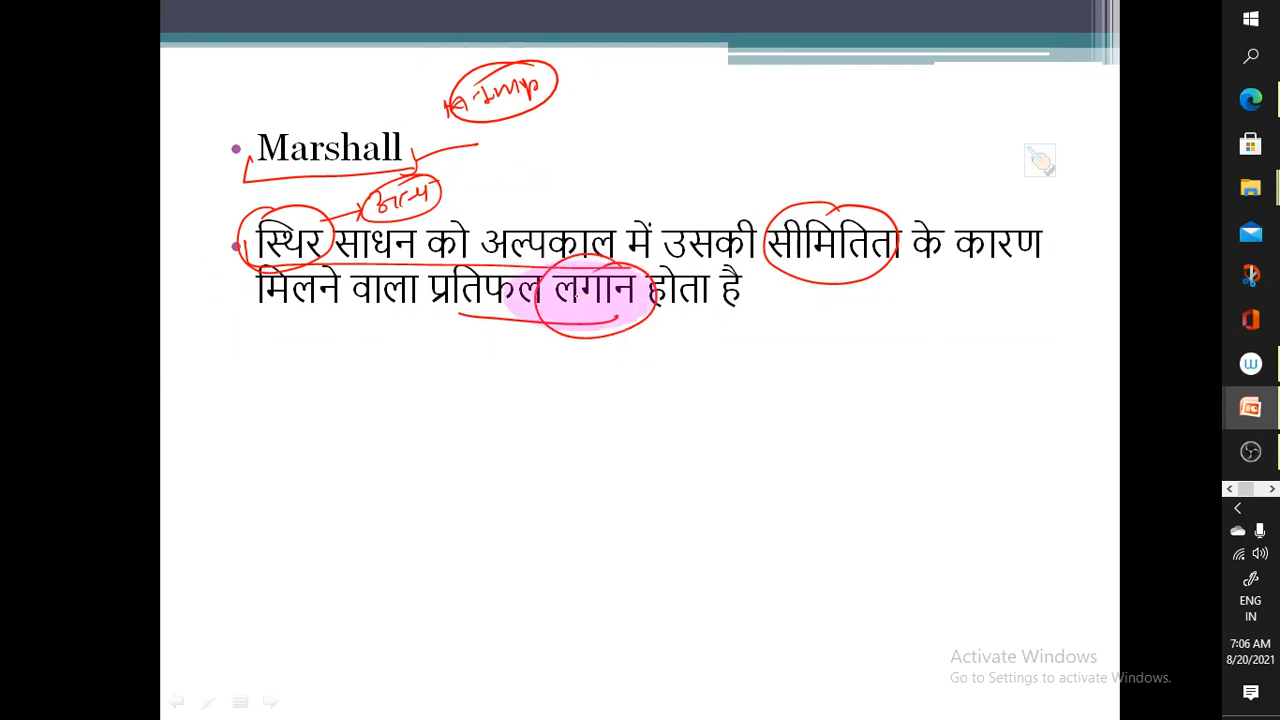 Marshall
स्थिर साधन को अल्पकाल में उसकी सीमितिता के कारण
मिलने वाला प्रतिफल लगान होता है
Activate Windows
Go to Settings to activate Windows.
ENG
IN
7:06 AM
8/20/2021